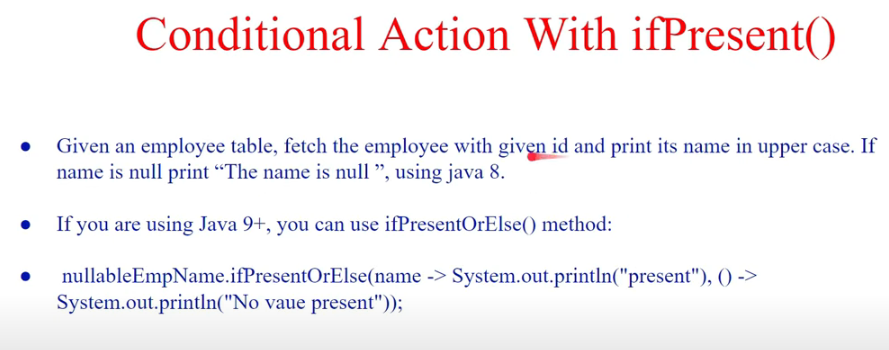 Conditional Action With ifPresent()
● Given an employee table, fetch the employee with given id and print its name in upper case. If
name is null print “The name is null ”, using java 8.
● If you are using Java 9+, you can use ifPresentOrElse() method:
● nullableEmpName.ifPresentOrElse(name -> System.out.println("present"), () ->
System.out.println("No vaue present"));